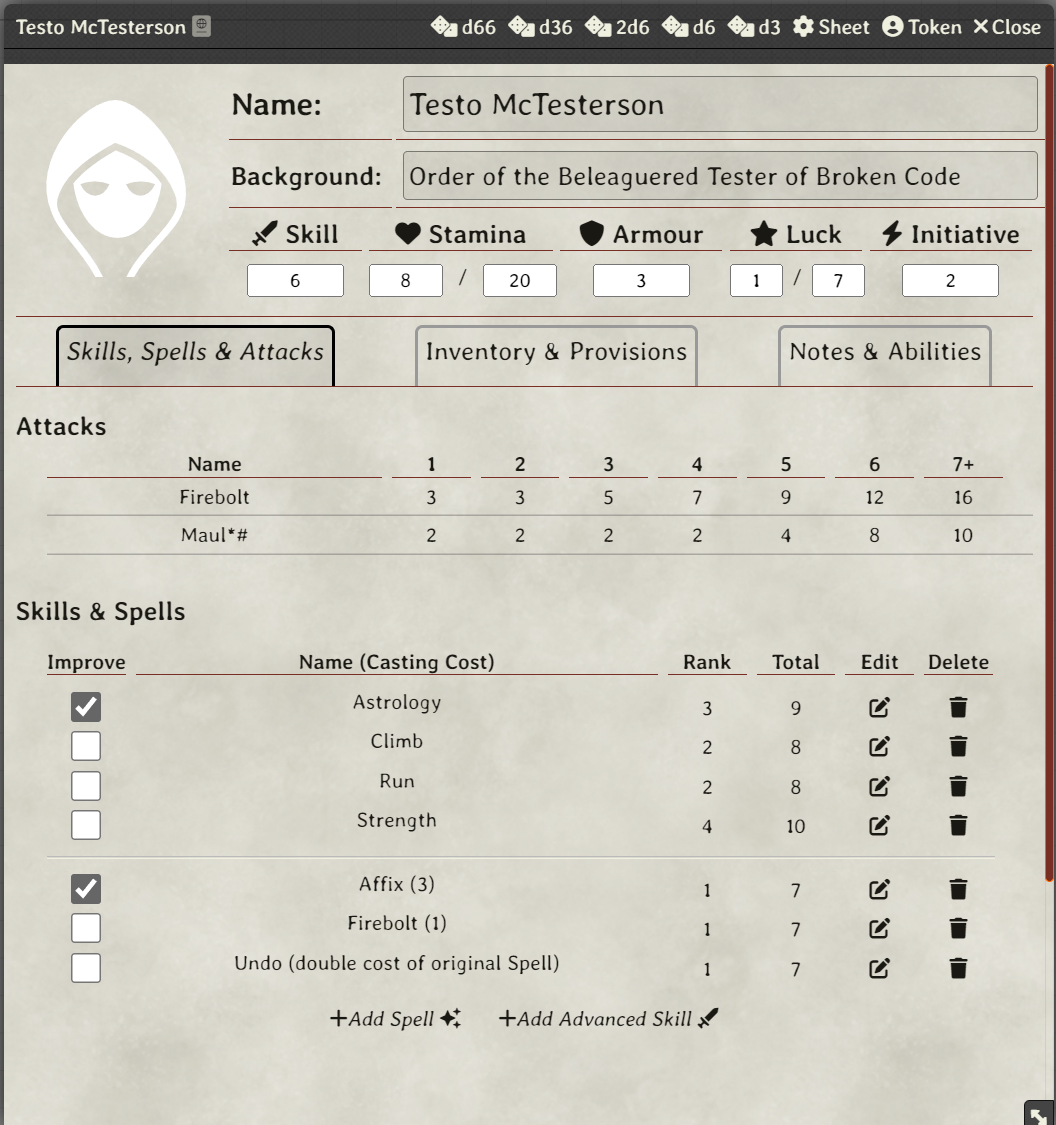 Testo McTesterson d66 d36 2d6 d6 d3 Sheet Token Close
Name: Testo McTesterson
Background: Order of the Beleaguered Tester of Broken Code
Skill Stamina Armour Luck Initiative
6 8 / 20 3 1 / 7 2
Skills, Spells & Attacks Inventory & Provisions Notes & Abilities
Attacks
Name 1 2 3 4 5 6 7+
Firebolt 3 3 5 7 9 12 16
Maul*# 2 2 2 2 4 8 10
Skills & Spells
Improve Name (Casting Cost) Rank Total Edit Delete
Astrology 3 9
Climb 2 8
Run 2 8
Strength 4 10
Affix (3) 1 7
Firebolt (1) 1 7
Undo (double cost of original Spell) 1 7
+Add Spell +Add Advanced Skill